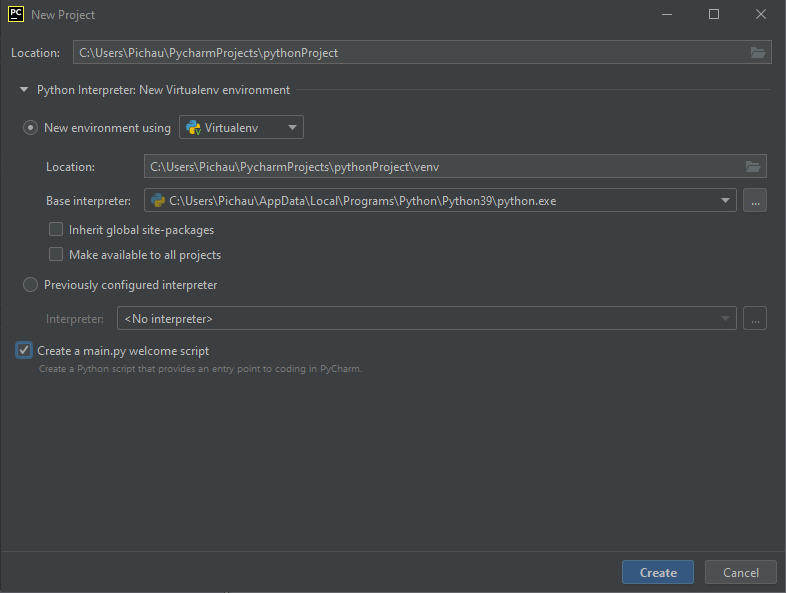 PC New Project
Location: C:\Users\Pichau\PycharmProjects\pythonProject
Python Interpreter: New Virtualenv environment
New environment using Virtualenv
Location: C:\Users\Pichau\PycharmProjects\pythonProject\venv
Base interpreter: C:\Users\Pichau\AppData\Local\Programs\Python\Python39\python.exe ...
Inherit global site-packages
Make available to all projects
Previously configured interpreter
Interpreter: <No interpreter> ...
Create a main.py welcome script
Create a Python script that provides an entry point to coding in PyCharm.
Create Cancel